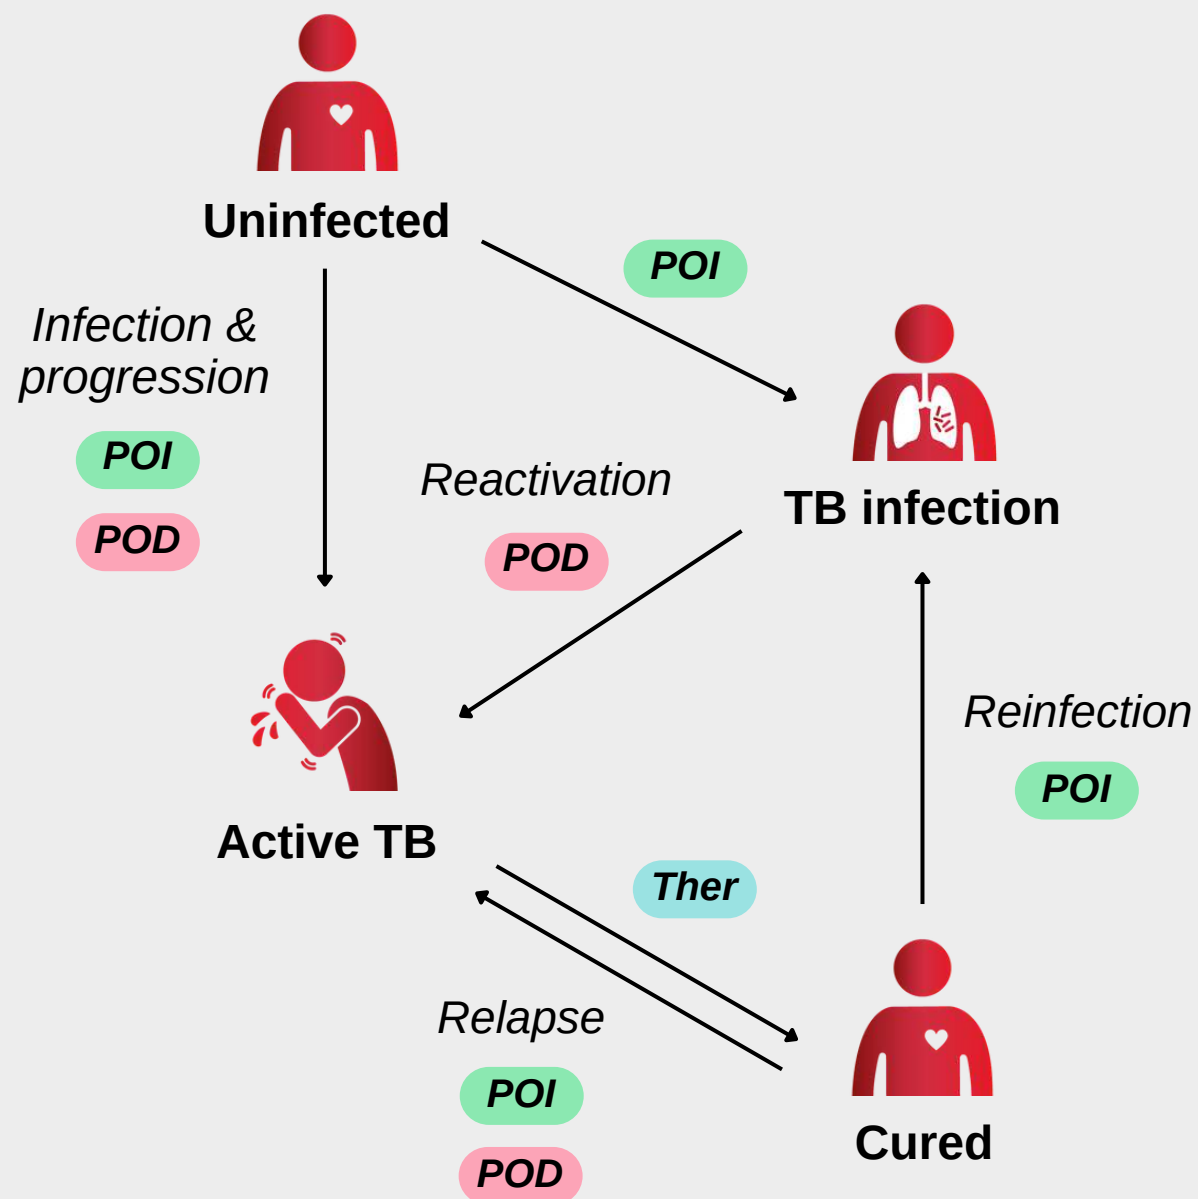 Uninfected
POI
Infection &
progression
POI
POD
Reactivation
POD
TB infection
Reinfection
POI
Active TB
Ther
Relapse
POI
POD
Cured